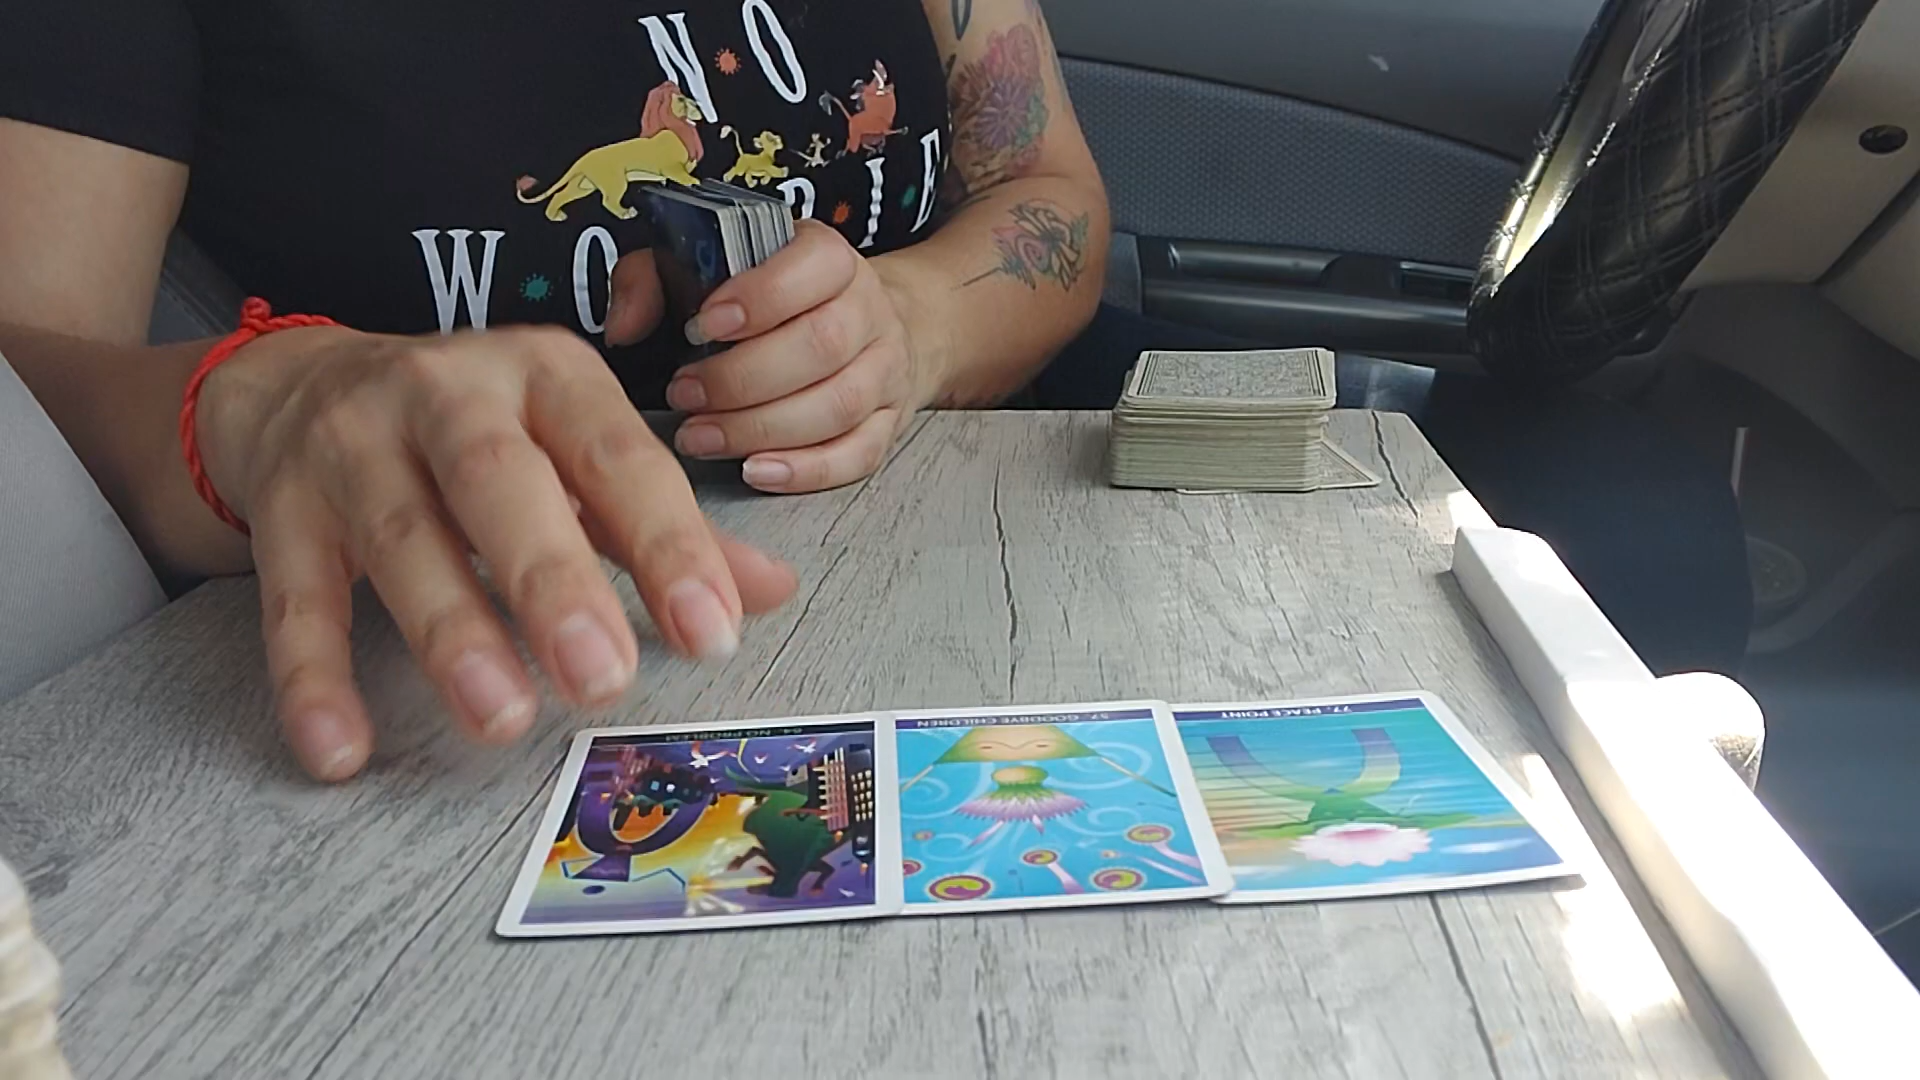 NO
WO RIE
64. NO PROBLEM
57. GOODBYE CHILDREN
77. PEACE POINT